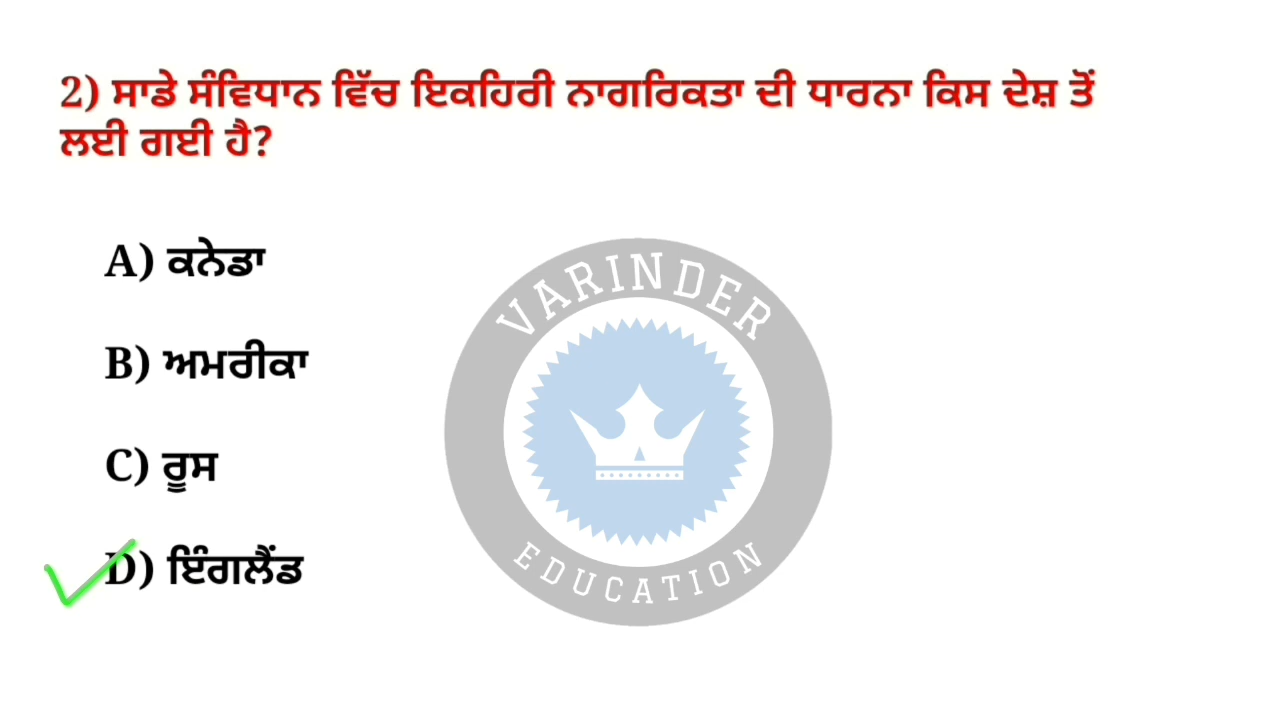 2) ਸਾਡੇ ਸੰਵਿਧਾਨ ਵਿੱਚ ਇਕਹਿਰੀ ਨਾਗਰਿਕਤਾ ਦੀ ਧਾਰਨਾ ਕਿਸ ਦੇਸ਼ ਤੋਂ
ਲਈ ਗਈ ਹੈ?
A) ਕਨੇਡਾ
B) ਅਮਰੀਕਾ
C) ਰੂਸ
D) ਇੰਗਲੈਂਡ
VARINDER
EDUCATION